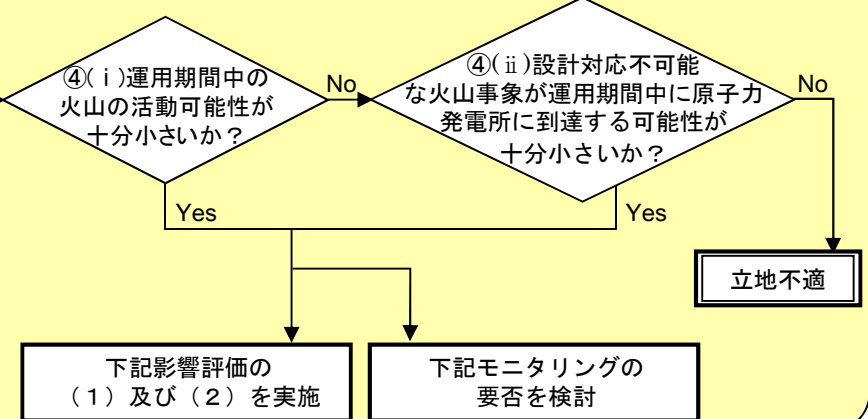 ④(ⅰ)運用期間中の
火山の活動可能性が
十分小さいか？
No
④(ⅱ)設計対応不可能
な火山事象が運用期間中に原子力
発電所に到達する可能性が
十分小さいか？
No
Yes
Yes
立地不適
下記影響評価の
（１）及び（２）を実施
下記モニタリングの
要否を検討